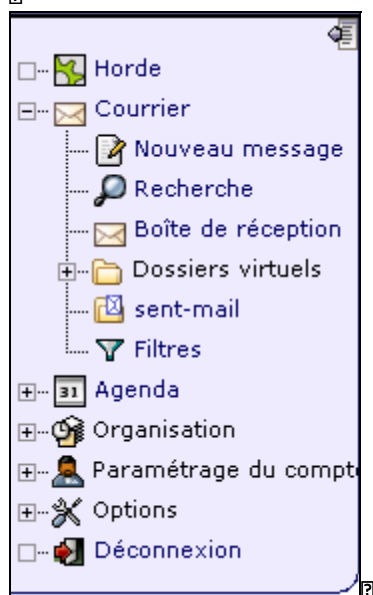 Horde
Courrier
Nouveau message
Recherche
Boîte de réception
Dossiers virtuels
sent-mail
Filtres
31 Agenda
Organisation
Paramétrage du compte
Options
Déconnexion